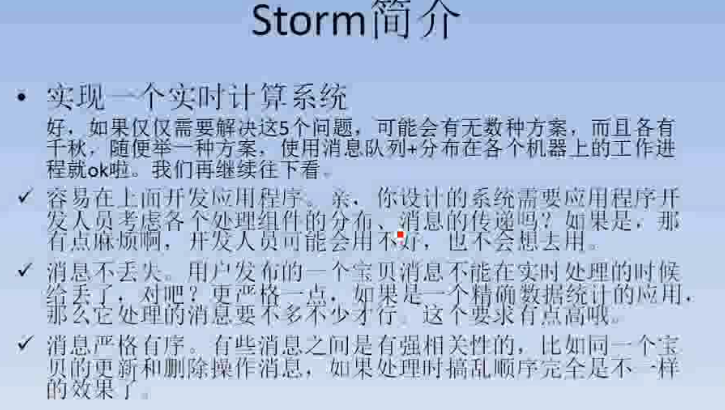 Storm简介
• 实现一个实时计算系统
好，如果仅仅需要解决这5个问题，可能会有无数种方案，而且各有
千秋，随便举一种方案，使用消息队列+分布在各个机器上的工作进
程就ok啦。我们再继续往下看。
✓ 容易在上面开发应用程序。亲，你设计的系统需要应用程序开
发人员考虑各个处理组件的分布、消息的传递吗？如果是，那
有点麻烦啊，开发人员可能会用不好，也不会想去用。
✓ 消息不丢失。用户发布的一个宝贝消息不能在实时处理的时候
给丢了，对吧？更严格一点，如果是一个精确数据统计的应用，
那么它处理的消息要不多不少才行。这个要求有点高哦。
✓ 消息严格有序。有些消息之间是有强相关性的，比如同一个宝
贝的更新和删除操作消息，如果处理时搞乱顺序完全是不一样
的效果了。